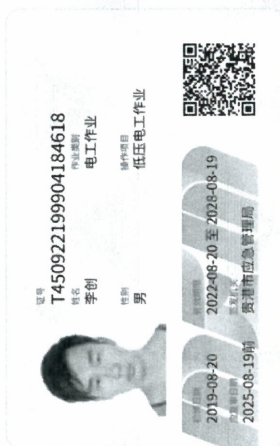 证号
T450922199904184618
姓名
李创
作业类别
电工作业
性别
男
操作项目
低压电工作业
初领日期
2019-08-20
有效期限
2022-08-20 至 2028-08-19
应复审日期
2025-08-19前
签发机关
贵港市应急管理局